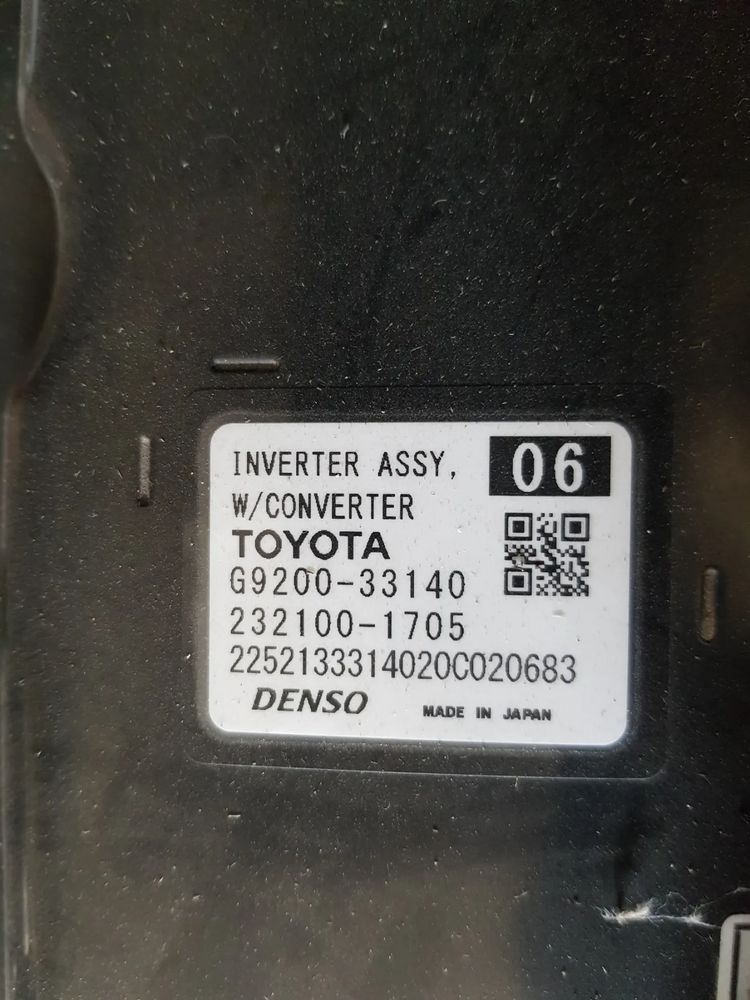 INVERTER ASSY,
06
W/CONVERTER
TOYOTA
G9200-33140
232100-1705
2252133314020C020683
DENSO
MADE IN JAPAN